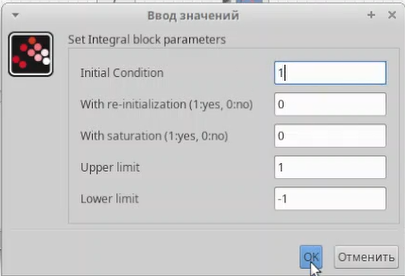 Ввод значений
Set Integral block parameters
Initial Condition 1
With re-initialization (1:yes, 0:no) 0
With saturation (1:yes, 0:no) 0
Upper limit 1
Lower limit -1
OK Отменить